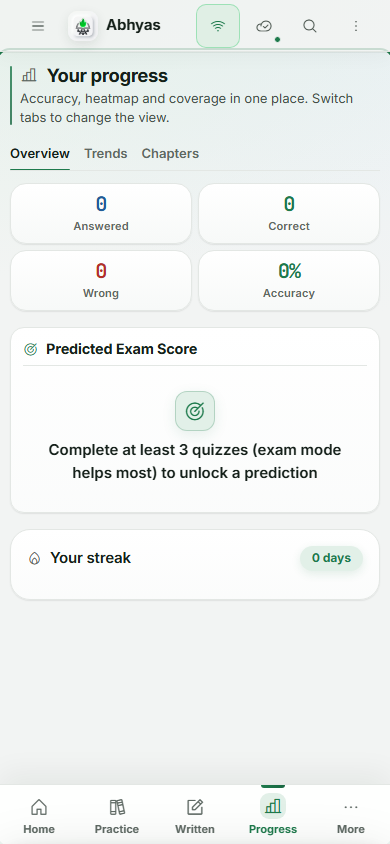 Abhyas
Your progress
Accuracy, heatmap and coverage in one place. Switch
tabs to change the view.
Overview Trends Chapters
0
Answered
0
Correct
0
Wrong
0%
Accuracy
Predicted Exam Score
Complete at least 3 quizzes (exam mode
helps most) to unlock a prediction
Your streak
0 days
Home Practice Written Progress More